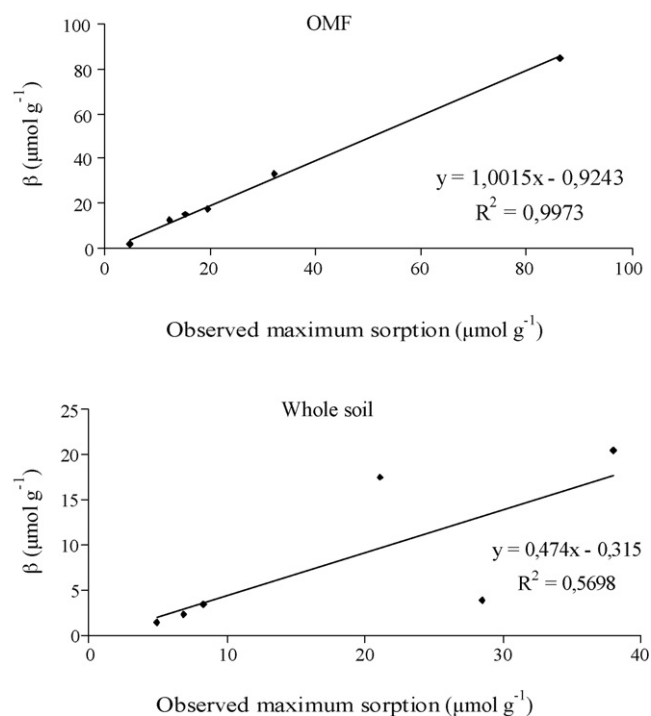 OMF
β (μmol g⁻¹)
100
80
60
40
20
0
y = 1,0015x - 0,9243
R² = 0,9973
0 20 40 60 80 100
Observed maximum sorption (μmol g⁻¹)
Whole soil
β (μmol g⁻¹)
25
20
15
10
5
0
y = 0,474x - 0,315
R² = 0,5698
0 10 20 30 40
Observed maximum sorption (μmol g⁻¹)